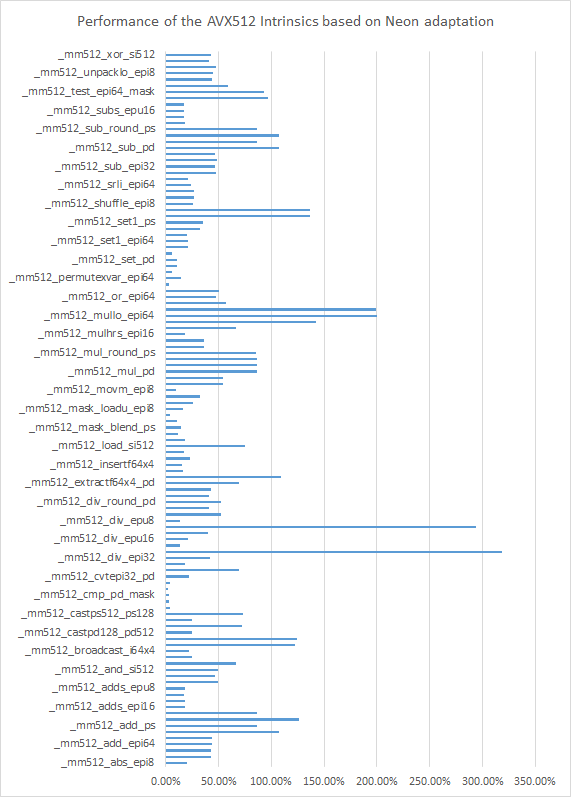 Performance of the AVX512 Intrinsics based on Neon adaptation
_mm512_xor_si512
_mm512_unpacklo_epi8
_mm512_test_epi64_mask
_mm512_subs_epu16
_mm512_sub_round_ps
_mm512_sub_pd
_mm512_sub_epi32
_mm512_srli_epi64
_mm512_shuffle_epi8
_mm512_set1_ps
_mm512_set1_epi64
_mm512_set_pd
_mm512_permutexvar_epi64
_mm512_or_epi64
_mm512_mullo_epi64
_mm512_mulhrs_epi16
_mm512_mul_round_ps
_mm512_mul_pd
_mm512_movm_epi8
_mm512_mask_loadu_epi8
_mm512_mask_blend_ps
_mm512_load_si512
_mm512_insertf64x4
_mm512_extractf64x4_pd
_mm512_div_round_pd
_mm512_div_epu8
_mm512_div_epu16
_mm512_div_epi32
_mm512_cvtepi32_pd
_mm512_cmp_pd_mask
_mm512_castps512_ps128
_mm512_castpd128_pd512
_mm512_broadcast_i64x4
_mm512_and_si512
_mm512_adds_epu8
_mm512_adds_epi16
_mm512_add_ps
_mm512_add_epi64
_mm512_abs_epi8
0.00% 50.00% 100.00% 150.00% 200.00% 250.00% 300.00% 350.00%